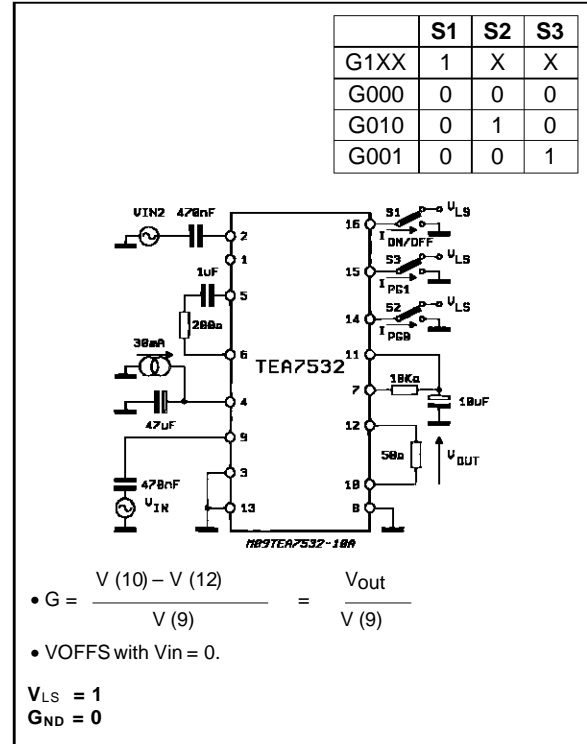 S1 S2 S3
G1XX 1 X X
G000 0 0 0
G010 0 1 0
G001 0 0 1
VIN2 470nF
2
1
1uF
5
200Ω
6
30mA
4
47uF
9
470nF
VIN
3
13
TEA7532
16 S1 VLS
I ON/OFF
15 S3 VLS
I PG1
14 S2 VLS
I PG0
11
7 10KΩ
10uF
12
50Ω
VOUT
10
8
M89TEA7532-10A
• G = V (10) – V (12) / V (9) = Vout / V (9)
• VOFFS with Vin = 0.
VLS = 1
GND = 0